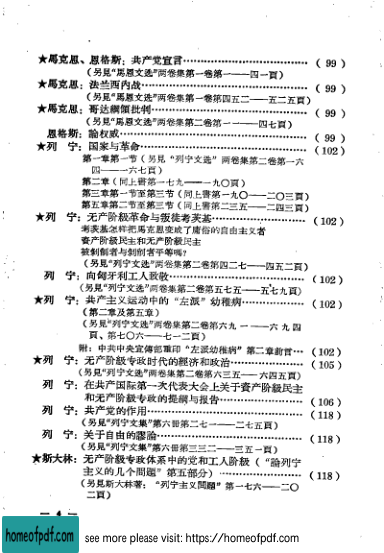 ★馬克思、恩格斯：共产党宣言………………………………( 99 )
（另見“馬恩文选”两卷集第一卷第一——四一頁）
★馬克思：法兰西内战………………………………………( 99 )
（另見“馬恩文选”两卷集第一卷第四五二——五二五頁）
★馬克思：哥达綱領批判……………………………………( 99 )
（另見“馬恩文选”两卷集第二卷第一——四七頁）
恩格斯：論权威………………………………………………( 99 )
★列　宁：国家与革命………………………………………(102)
第一章第一节（另見“列宁文选”两卷集第二卷第一六
四——一六七頁）
第二章（同上書第一七九——一九〇頁）
第三章第一节至第三节（同上書第一九〇——二〇三頁）
第五章第二节至第三节（同上書第二三五——二四三頁）
★列　宁：无产阶級革命与叛徒考茨基……………………(102)
考茨基怎样把馬克思变成了庸俗的自由主义者
資产阶級民主和无产阶級民主
被剝削者与剝削者平等嗎？
（另見“列宁文选”两卷集第二卷第四二七——四五二頁）
列　宁：向匈牙利工人致敬…………………………………(102)
（另見“列宁文选”两卷集第二卷第五七五——五七九頁）
★列　宁：共产主义运动中的“左派”幼稚病……………(102)
（第二章及第五章）
（另見“列宁文选”两卷集第二卷第六九一——六九四
頁、第七〇六——七一二頁）
附：中共中央宣傳部重印“左派幼稚病”第二章前言…(102)
★列　宁：无产阶級专政时代的經济和政治………………(105)
（另見“列宁文选”两卷集第二卷第六三五——六四五頁）
列　宁：在共产国际第一次代表大会上关于資产阶級民主
和无产阶級专政的提綱与报告………………………………(106)
列　宁：共产党的作用………………………………………(118)
（另見“列宁文集”第六册第二七一——二七五頁）
列　宁：关于自由的謬論……………………………………(118)
（另見“列宁文集”第六册第三三二——三五一頁）
★斯大林：无产阶級专政体系中的党和工人阶級（“論列宁
主义的几个問題”第五部分）………………………………(118)
（另見斯大林著：“列宁主义問題”第一七六——二〇
二頁）
— 4 —
homeofpdf.com see more please visit: https://homeofpdf.com